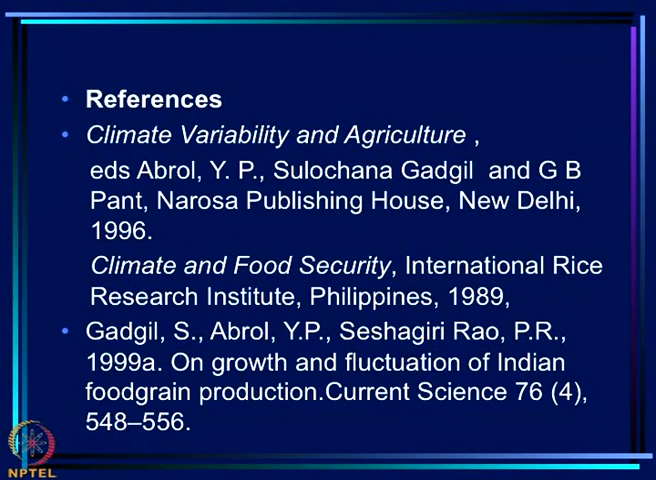 • References
• Climate Variability and Agriculture ,
eds Abrol, Y. P., Sulochana Gadgil and G B
Pant, Narosa Publishing House, New Delhi,
1996.
Climate and Food Security, International Rice
Research Institute, Philippines, 1989,
• Gadgil, S., Abrol, Y.P., Seshagiri Rao, P.R.,
1999a. On growth and fluctuation of Indian
foodgrain production.Current Science 76 (4),
548–556.
NPTEL